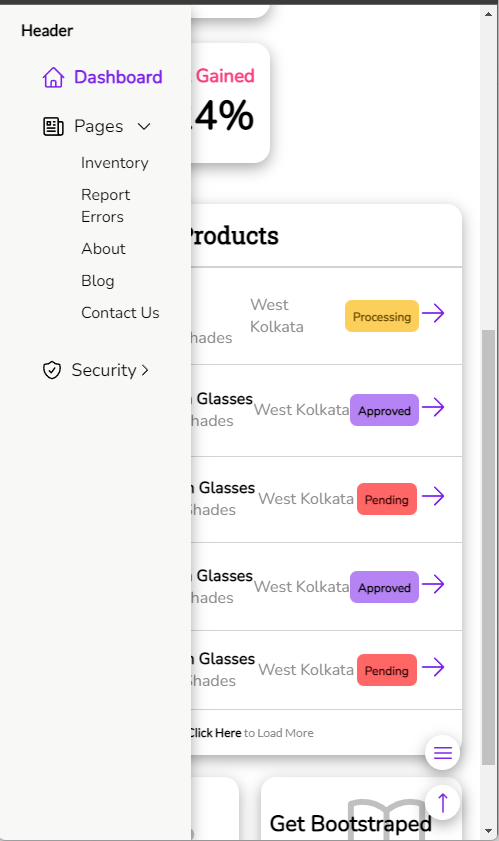 Header
Dashboard
Pages
Inventory
Report
Errors
About
Blog
Contact Us
Security
Gained
4%
Products
West
Kolkata
hades
Processing
Glasses
hades
West Kolkata
Approved
Glasses
hades
West Kolkata
Pending
Glasses
hades
West Kolkata
Approved
Glasses
hades
West Kolkata
Pending
Click Here to Load More
Get Bootstraped